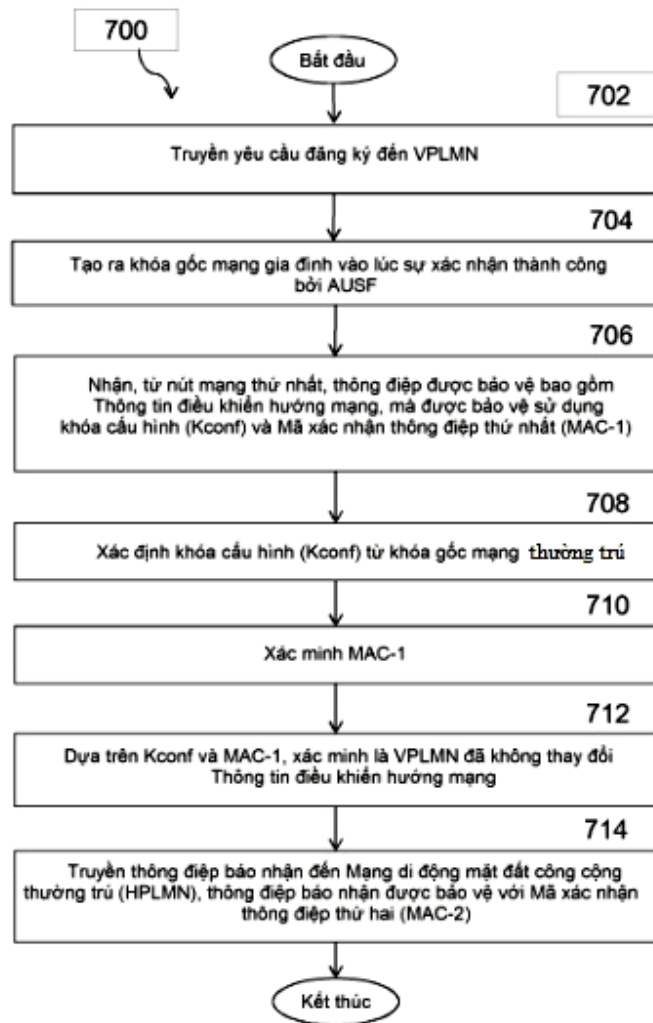 700
Bắt đầu
702
Truyền yêu cầu đăng ký đến VPLMN
704
Tạo ra khóa gốc mạng gia đình vào lúc sự xác nhận thành công
bởi AUSF
706
Nhận, từ nút mạng thứ nhất, thông điệp được bảo vệ bao gồm
Thông tin điều khiển hướng mạng, mà được bảo vệ sử dụng
khóa cấu hình (Kconf) và Mã xác nhận thông điệp thứ nhất (MAC-1)
708
Xác định khóa cấu hình (Kconf) từ khóa gốc mạng thường trú
710
Xác minh MAC-1
712
Dựa trên Kconf và MAC-1, xác minh là VPLMN đã không thay đổi
Thông tin điều khiển hướng mạng
714
Truyền thông điệp báo nhận đến Mạng di động mặt đất công cộng
thường trú (HPLMN), thông điệp báo nhận được bảo vệ với Mã xác nhận
thông điệp thứ hai (MAC-2)
Kết thúc